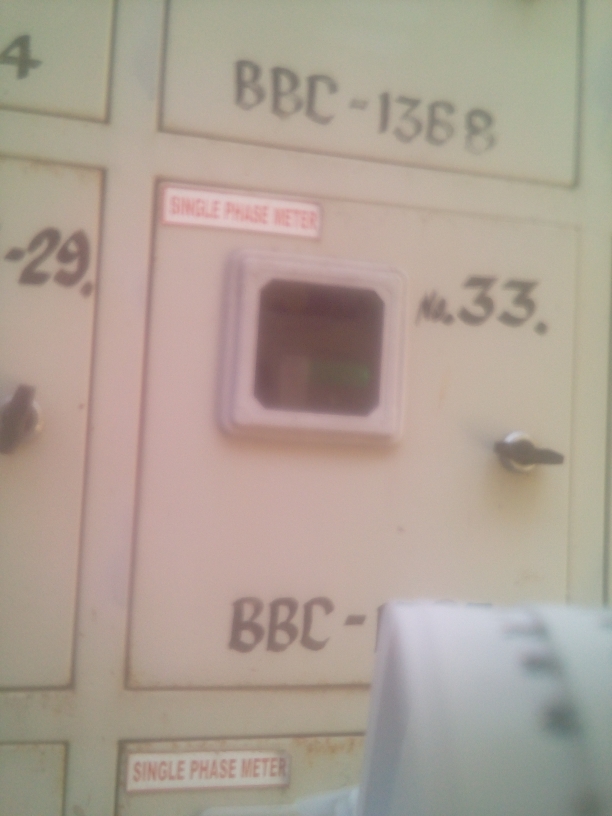 4
BBC-1368
SINGLE PHASE METER
-29.
No. 33.
BBC-
SINGLE PHASE METER